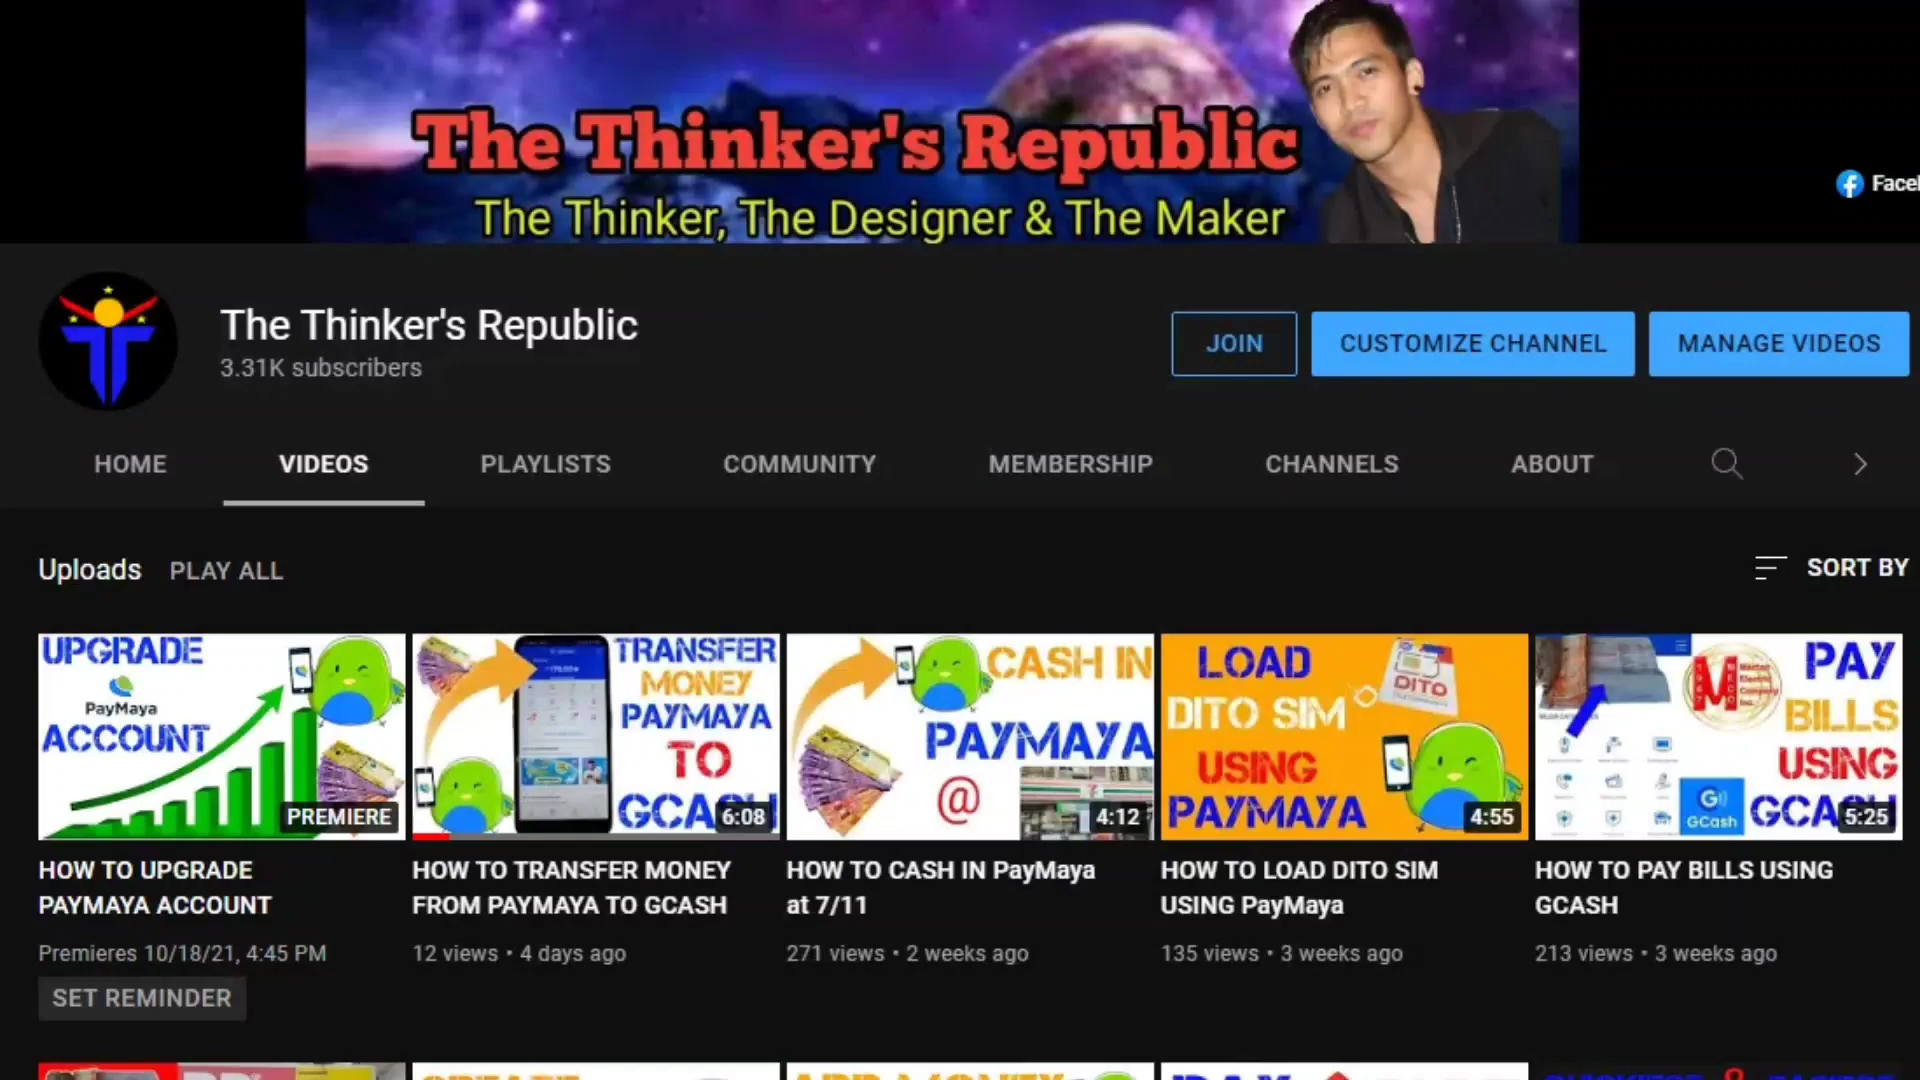 The Thinker's Republic
The Thinker, The Designer & The Maker
The Thinker's Republic
3.31K subscribers
JOIN
CUSTOMIZE CHANNEL
MANAGE VIDEOS
HOME
VIDEOS
PLAYLISTS
COMMUNITY
MEMBERSHIP
CHANNELS
ABOUT
Uploads
PLAY ALL
SORT BY
UPGRADE
PayMaya
ACCOUNT
PREMIERE
TRANSFER
MONEY
PAYMAYA
TO
GCASH
6:08
CASH IN
PAYMAYA
@
4:12
LOAD
DITO SIM
USING
PAYMAYA
DITO
4:55
PAY
BILLS
USING
GCASH
GCash
5:25
HOW TO UPGRADE
PAYMAYA ACCOUNT
Premieres 10/18/21, 4:45 PM
SET REMINDER
HOW TO TRANSFER MONEY
FROM PAYMAYA TO GCASH
12 views • 4 days ago
HOW TO CASH IN PayMaya
at 7/11
271 views • 2 weeks ago
HOW TO LOAD DITO SIM
USING PayMaya
135 views • 3 weeks ago
HOW TO PAY BILLS USING
GCASH
213 views • 3 weeks ago